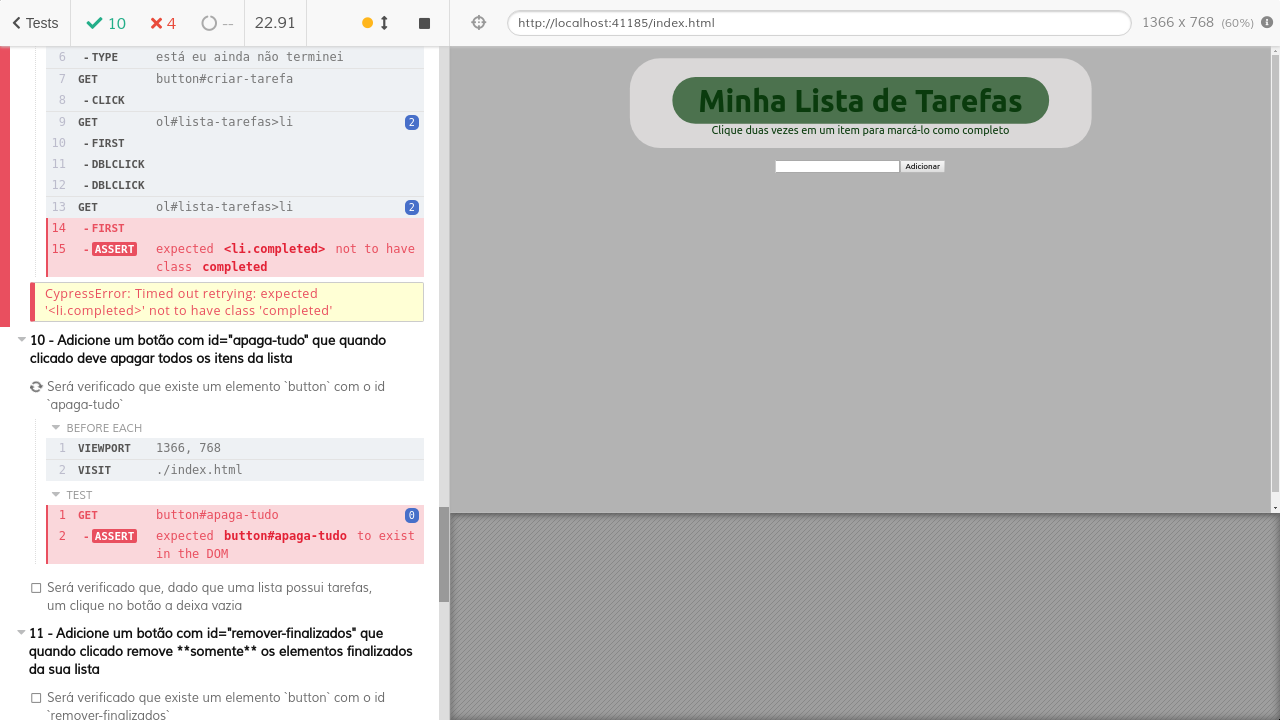 Tests 10 4 -- 22.91 http://localhost:41185/index.html 1366 x 768 (60%)
6 - TYPE está eu ainda não terminei
7 GET button#criar-tarefa
8 - CLICK
9 GET ol#lista-tarefas>li 2
10 - FIRST
11 - DBLCLICK
12 - DBLCLICK
13 GET ol#lista-tarefas>li 2
14 - FIRST
15 - ASSERT expected <li.completed> not to have
class completed
CypressError: Timed out retrying: expected
'<li.completed>' not to have class 'completed'
10 - Adicione um botão com id="apaga-tudo" que quando
clicado deve apagar todos os itens da lista
Será verificado que existe um elemento `button` com o id
`apaga-tudo`
BEFORE EACH
1 VIEWPORT 1366, 768
2 VISIT ./index.html
TEST
1 GET button#apaga-tudo 0
2 - ASSERT expected button#apaga-tudo to exist
in the DOM
Será verificado que, dado que uma lista possui tarefas,
um clique no botão a deixa vazia
11 - Adicione um botão com id="remover-finalizados" que
quando clicado remove **somente** os elementos finalizados
da sua lista
Será verificado que existe um elemento `button` com o id
`remover-finalizados`
Minha Lista de Tarefas
Clique duas vezes em um item para marcá-lo como completo
Adicionar